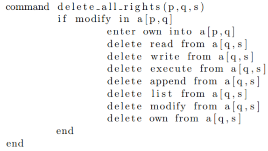 command delete_all_rights(p,q,s)
if modify in a[p,q]
enter own into a[p,q]
delete read from a[q,s]
delete write from a[q,s]
delete execute from a[q,s]
delete append from a[q,s]
delete list from a[q,s]
delete modify from a[q,s]
delete own from a[q,s]
end
end